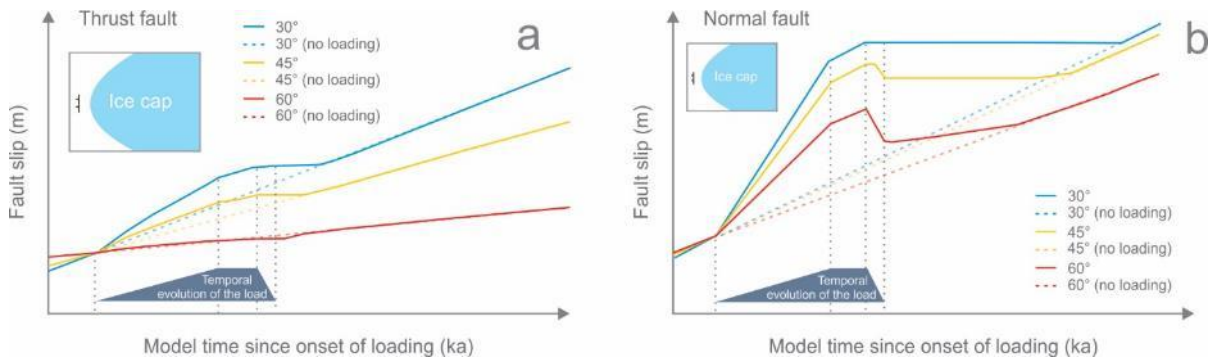 Thrust fault
a
Ice cap
30°
30° (no loading)
45°
45° (no loading)
60°
60° (no loading)
Fault slip (m)
Temporal
evolution of the load
Model time since onset of loading (ka)
Normal fault
b
Ice cap
Fault slip (m)
30°
30° (no loading)
45°
45° (no loading)
60°
60° (no loading)
Temporal
evolution of the load
Model time since onset of loading (ka)